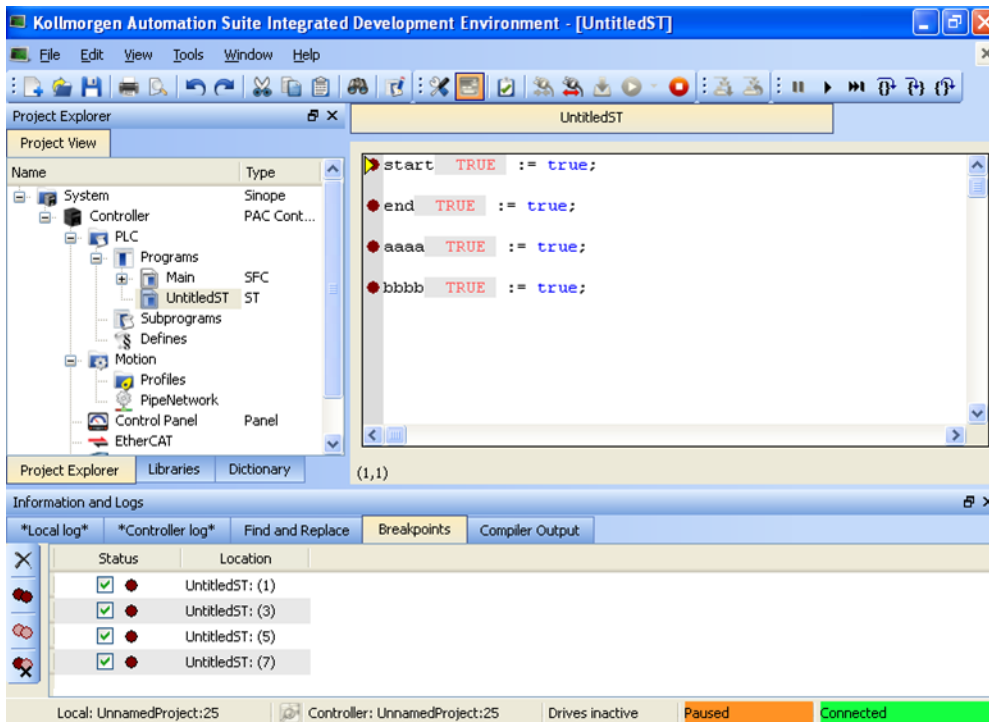 Kollmorgen Automation Suite Integrated Development Environment - [UntitledST]
File Edit View Tools Window Help
Project Explorer
UntitledST
Project View
Name Type
System Sinope
Controller PAC Cont...
PLC
Programs
Main SFC
UntitledST ST
Subprograms
Defines
Motion
Profiles
PipeNetwork
Control Panel Panel
EtherCAT
start TRUE := true;
end TRUE := true;
aaaa TRUE := true;
bbbb TRUE := true;
Project Explorer Libraries Dictionary
(1,1)
Information and Logs
*Local log* *Controller log* Find and Replace Breakpoints Compiler Output
Status Location
UntitledST: (1)
UntitledST: (3)
UntitledST: (5)
UntitledST: (7)
Local: UnnamedProject:25 Controller: UnnamedProject:25 Drives inactive Paused Connected